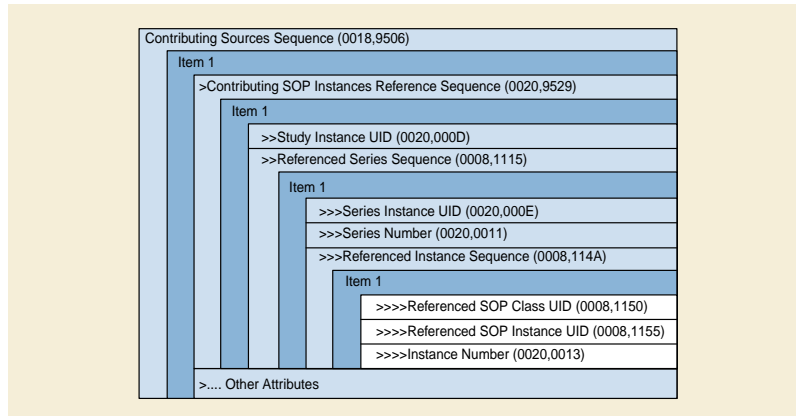 Contributing Sources Sequence (0018,9506)
Item 1
>Contributing SOP Instances Reference Sequence (0020,9529)
Item 1
>>Study Instance UID (0020,000D)
>>Referenced Series Sequence (0008,1115)
Item 1
>>>Series Instance UID (0020,000E)
>>>Series Number (0020,0011)
>>>Referenced Instance Sequence (0008,114A)
Item 1
>>>>Referenced SOP Class UID (0008,1150)
>>>>Referenced SOP Instance UID (0008,1155)
>>>>Instance Number (0020,0013)
>.... Other Attributes